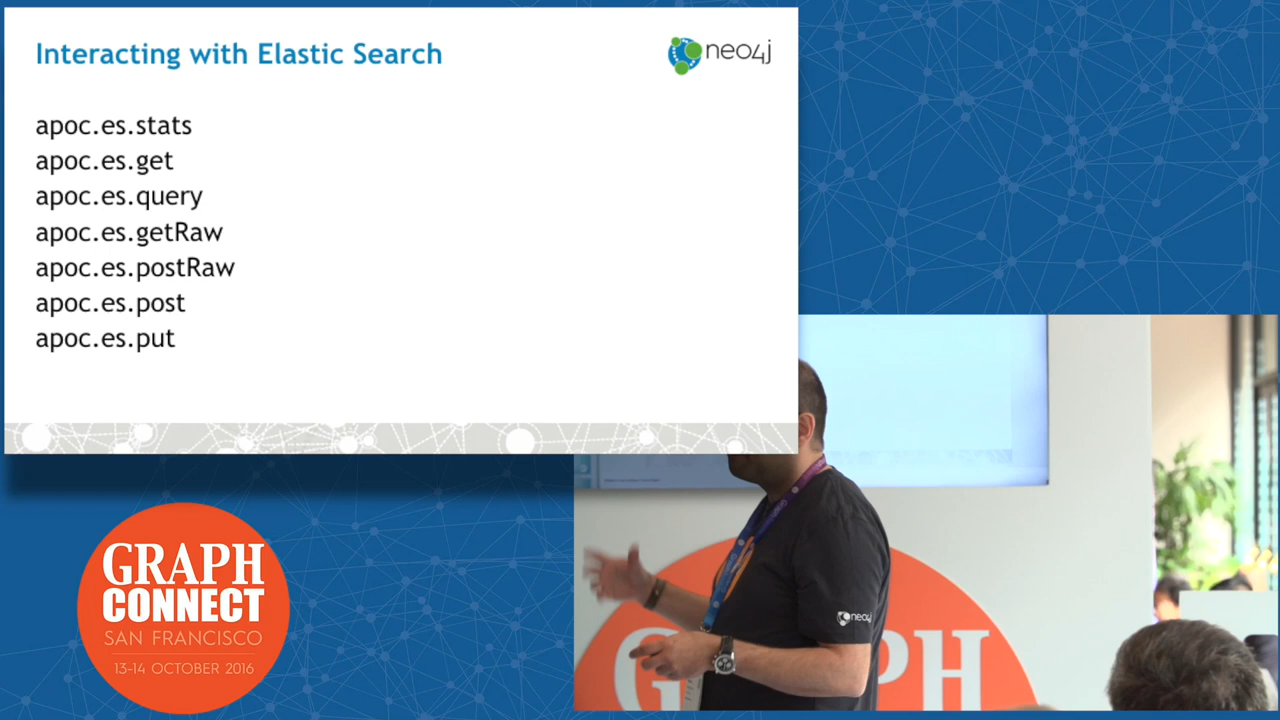 Interacting with Elastic Search
neo4j
apoc.es.stats
apoc.es.get
apoc.es.query
apoc.es.getRaw
apoc.es.postRaw
apoc.es.post
apoc.es.put
GRAPH
CONNECT
SAN FRANCISCO
13-14 OCTOBER 2016
neo4j